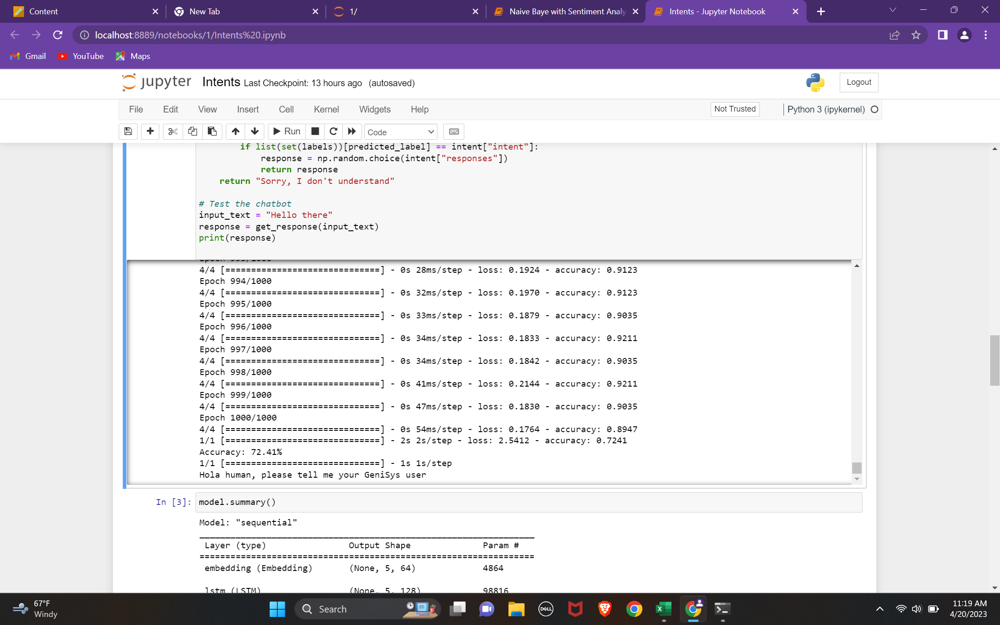 Content
New Tab
1/
Naive Baye with Sentiment Analy
Intents - Jupyter Notebook
localhost:8889/notebooks/1/Intents%20.ipynb
Gmail YouTube Maps
jupyter Intents Last Checkpoint: 13 hours ago (autosaved)
Logout
File Edit View Insert Cell Kernel Widgets Help
Not Trusted
Python 3 (ipykernel)
Run
Code
if list(set(labels))[predicted_label] == intent["intent"]:
response = np.random.choice(intent["responses"])
return response
return "Sorry, I don't understand"
# Test the chatbot
input_text = "Hello there"
response = get_response(input_text)
print(response)
Epoch 993/1000
4/4 [==============================] - 0s 28ms/step - loss: 0.1924 - accuracy: 0.9123
Epoch 994/1000
4/4 [==============================] - 0s 32ms/step - loss: 0.1970 - accuracy: 0.9123
Epoch 995/1000
4/4 [==============================] - 0s 33ms/step - loss: 0.1879 - accuracy: 0.9035
Epoch 996/1000
4/4 [==============================] - 0s 34ms/step - loss: 0.1833 - accuracy: 0.9211
Epoch 997/1000
4/4 [==============================] - 0s 34ms/step - loss: 0.1842 - accuracy: 0.9035
Epoch 998/1000
4/4 [==============================] - 0s 41ms/step - loss: 0.2144 - accuracy: 0.9211
Epoch 999/1000
4/4 [==============================] - 0s 47ms/step - loss: 0.1830 - accuracy: 0.9035
Epoch 1000/1000
4/4 [==============================] - 0s 54ms/step - loss: 0.1764 - accuracy: 0.8947
1/1 [==============================] - 2s 2s/step - loss: 2.5412 - accuracy: 0.7241
Accuracy: 72.41%
1/1 [==============================] - 1s 1s/step
Hola human, please tell me your GeniSys user
In [3]: model.summary()
Model: "sequential"
_________________________________________________________________
Layer (type) Output Shape Param #
=================================================================
embedding (Embedding) (None, 5, 64) 4864
lstm (LSTM) (None, 5, 128) 98816
67°F
Windy
Search
DELL
11:19 AM
4/20/2023